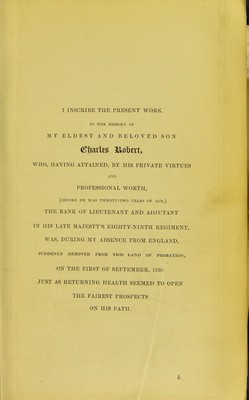 I INSCRIBE THE PRESENT WORK
TO THE MEMORY OF
MY ELDEST AND BELOVED SON
Charles Robert,
WHO, HAVING ATTAINED, BY HIS PRIVATE VIRTUES
AND
PROFESSIONAL WORTH,
(BEFORE HE WAS TWENTY-TWO YEARS OF AGE,)
THE RANK OF LIEUTENANT AND ADJUTANT
IN HIS LATE MAJESTY'S EIGHTY-NINTH REGIMENT,
WAS, DURING MY ABSENCE FROM ENGLAND,
SUDDENLY REMOVED FROM THIS LAND OF PROBATION,
ON THE FIRST OF SEPTEMBER,
JUST AS RETURNING HEALTH SEEMED TO OPEN
THE FAIREST PROSPECTS
ON HIS PATH.